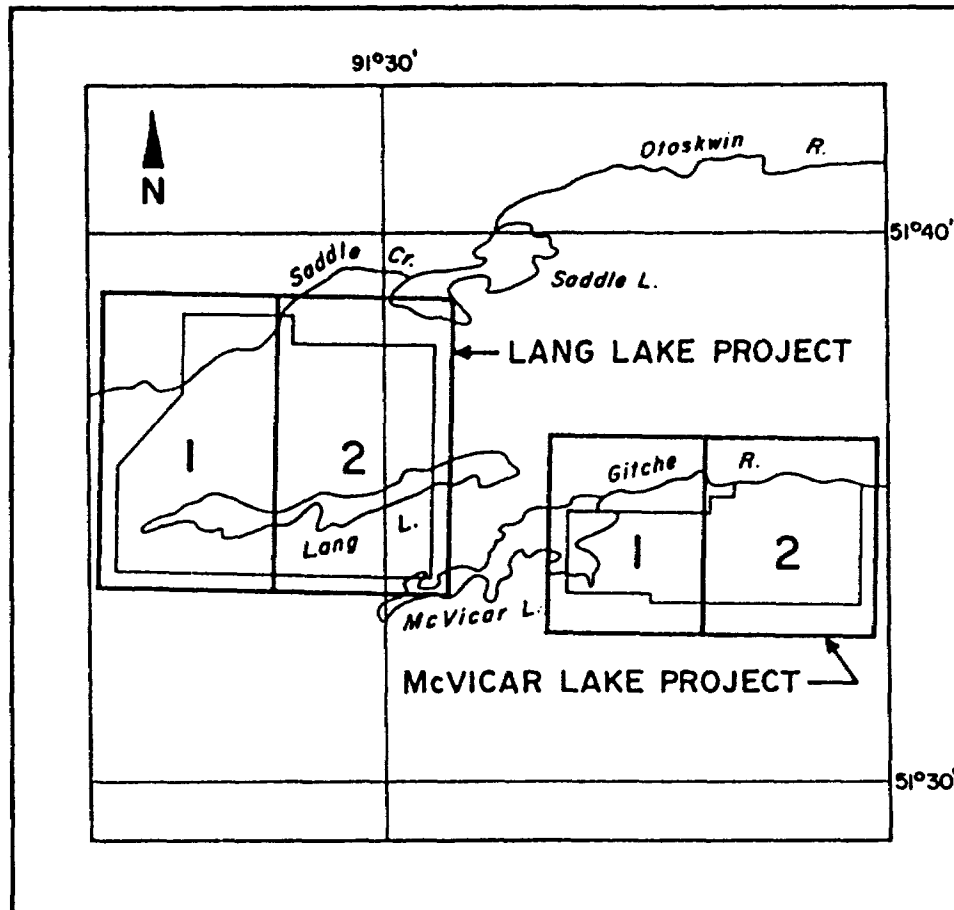 91°30'
N
Otoskwin R.
51°40'
Saddle Cr.
Saddle L.
LANG LAKE PROJECT
1
2
Gitche R.
Lang L.
1
2
McVicar L.
McVICAR LAKE PROJECT
51°30'